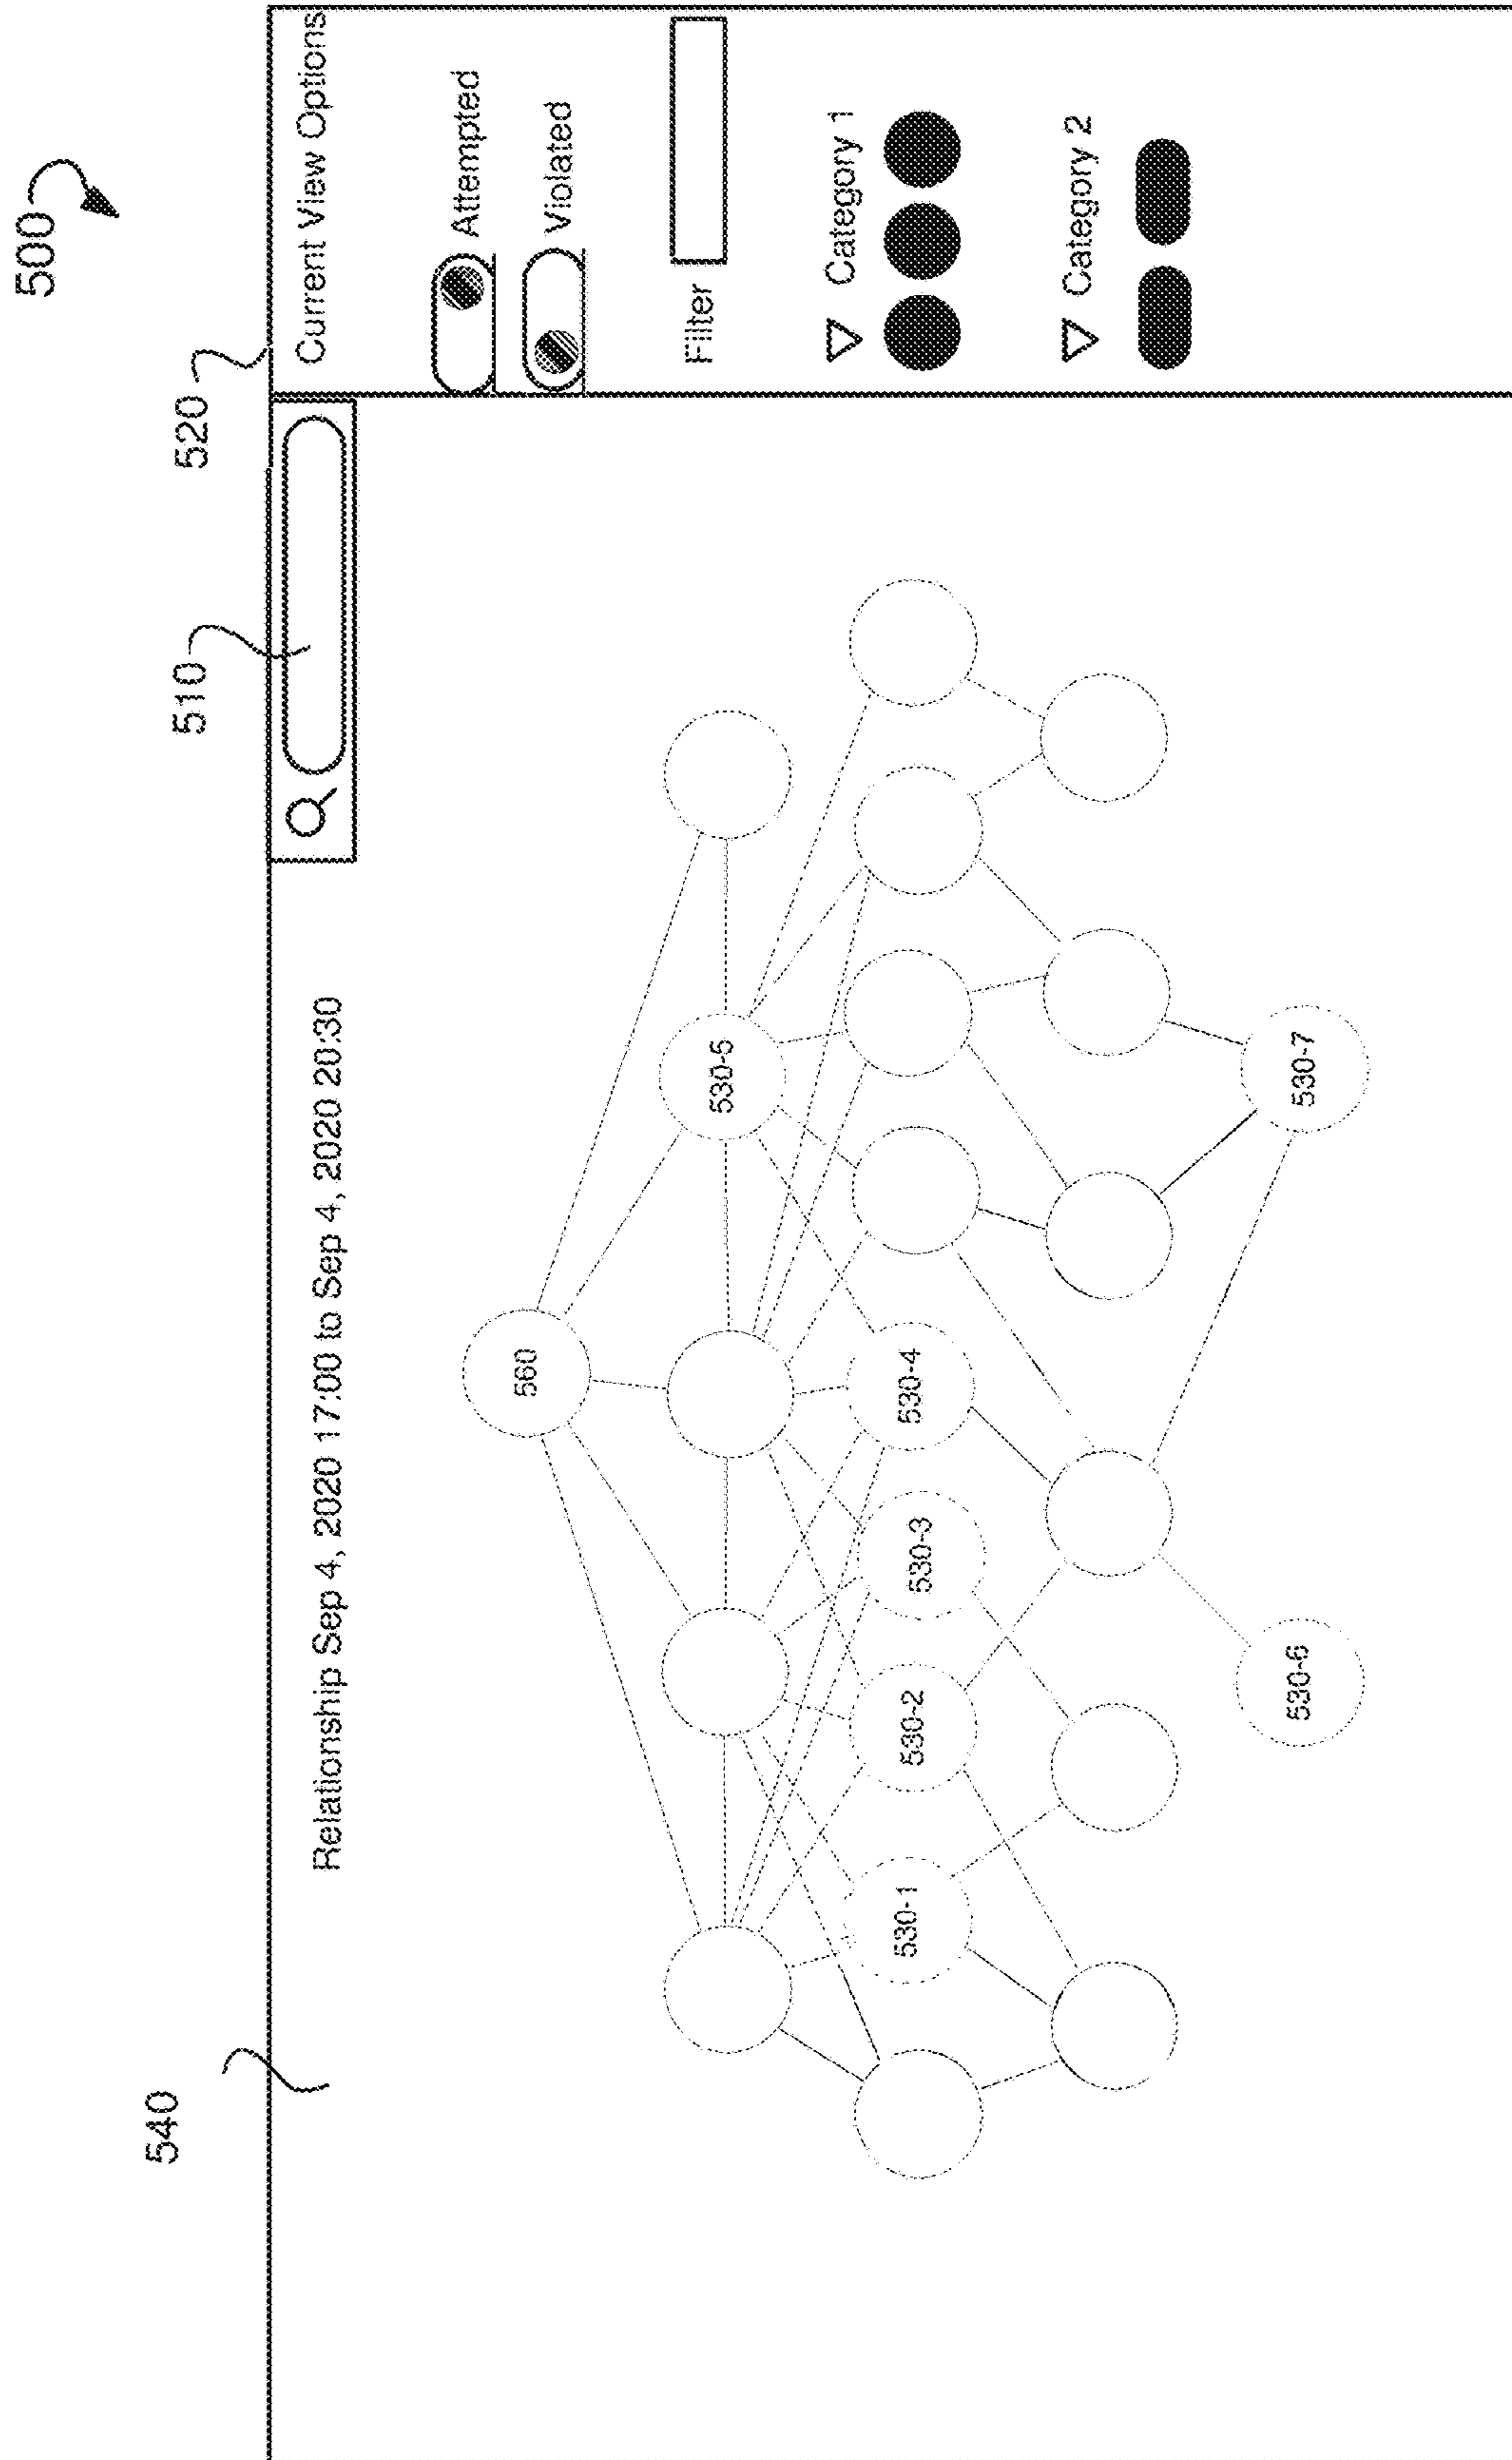 500
540
510
520
Relationship Sep 4, 2020 17:00 to Sep 4, 2020 20:30
Current View Options
Attempted
Violated
Filter
Category 1
Category 2
560
530-5
530-1
530-2
530-3
530-4
530-6
530-7